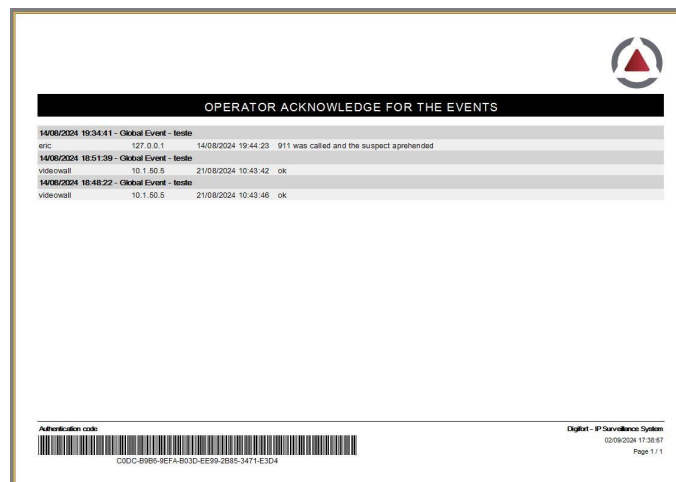 OPERATOR ACKNOWLEDGE FOR THE EVENTS
14/08/2024 19:34:41 - Global Event - teste
eric 127.0.0.1 14/08/2024 19:44:23 911 was called and the suspect aprehended
14/08/2024 18:51:39 - Global Event - teste
videowall 10.1.50.5 21/08/2024 10:43:42 ok
14/08/2024 18:48:22 - Global Event - teste
videowall 10.1.50.5 21/08/2024 10:43:46 ok
Authentication code
Digifort - IP Surveillance System
02/09/2024 17:38:57
Page 1 / 1
C0DC-B9B6-9EFA-B03D-EE99-2B85-3471-E3D4